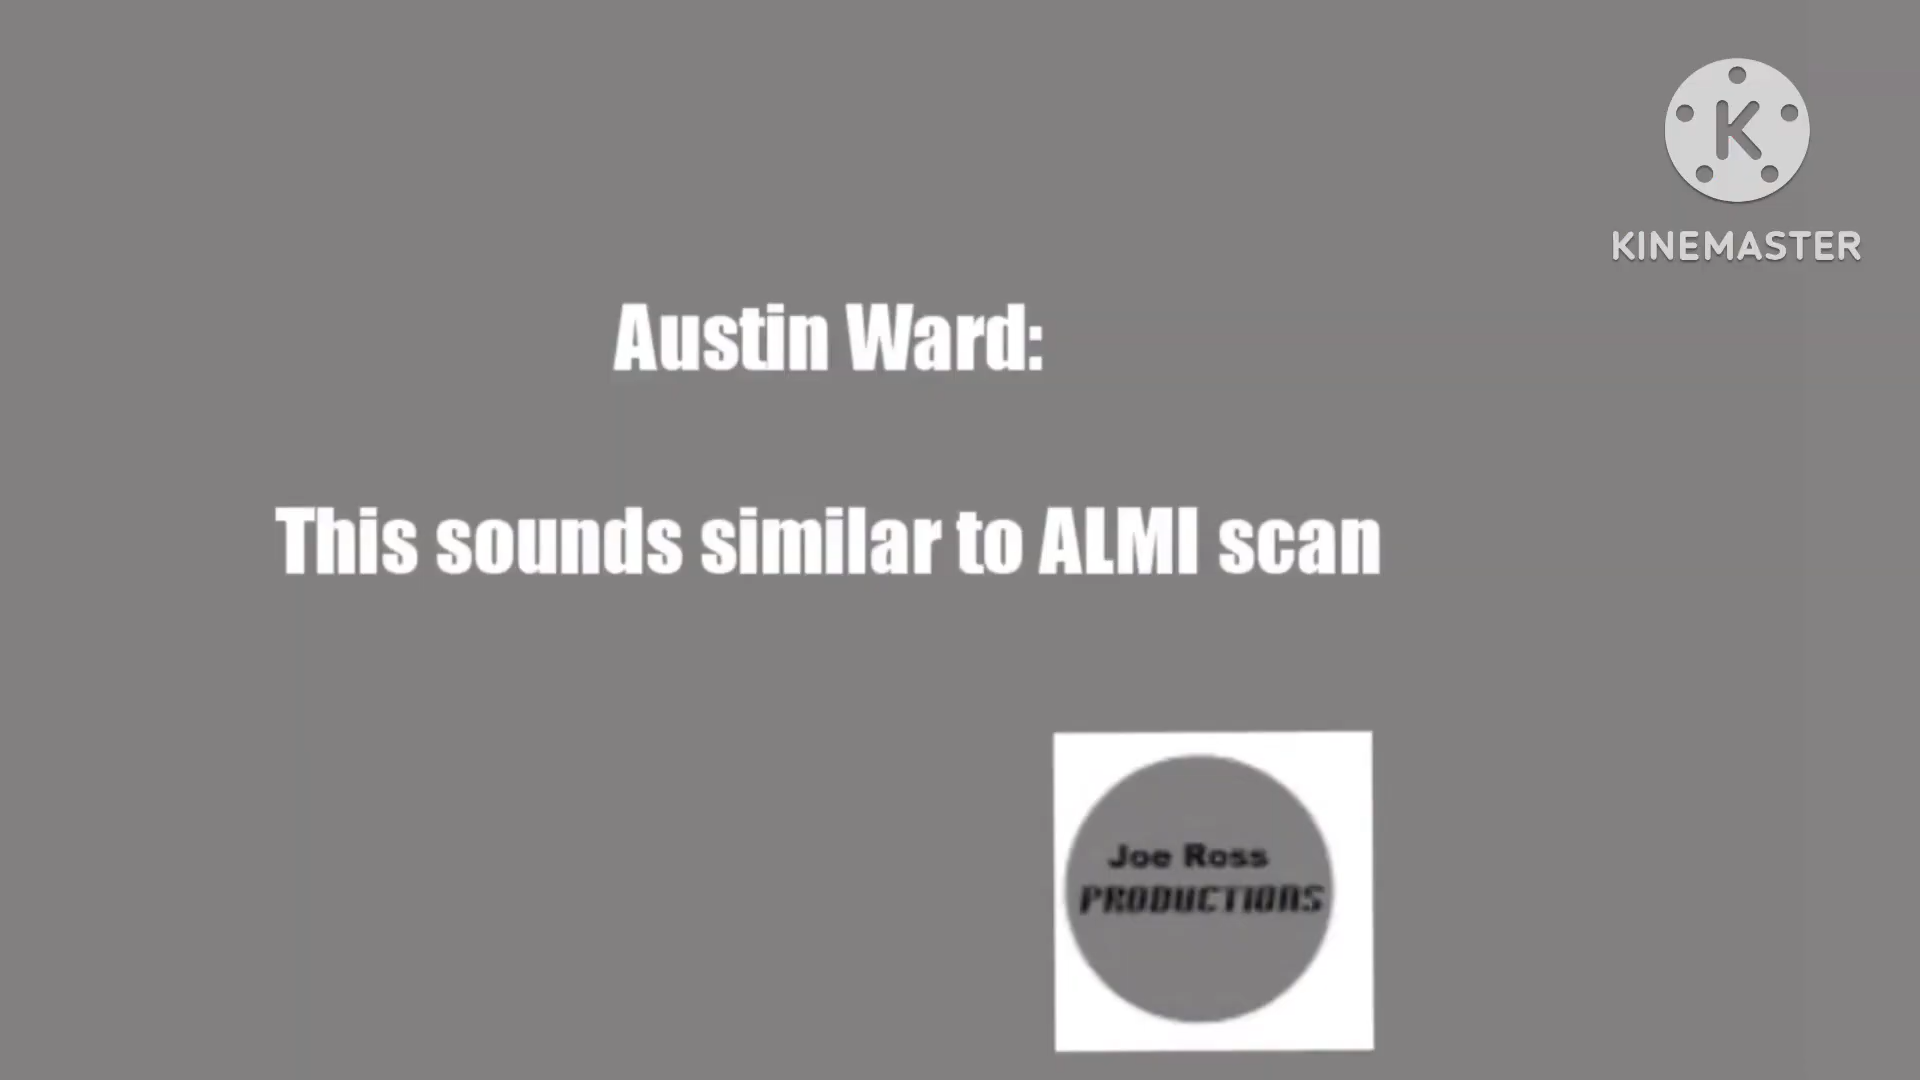 K
KINEMASTER
Austin Ward:
This sounds similar to ALMI scan
Joe Ross
PRODUCTIONS